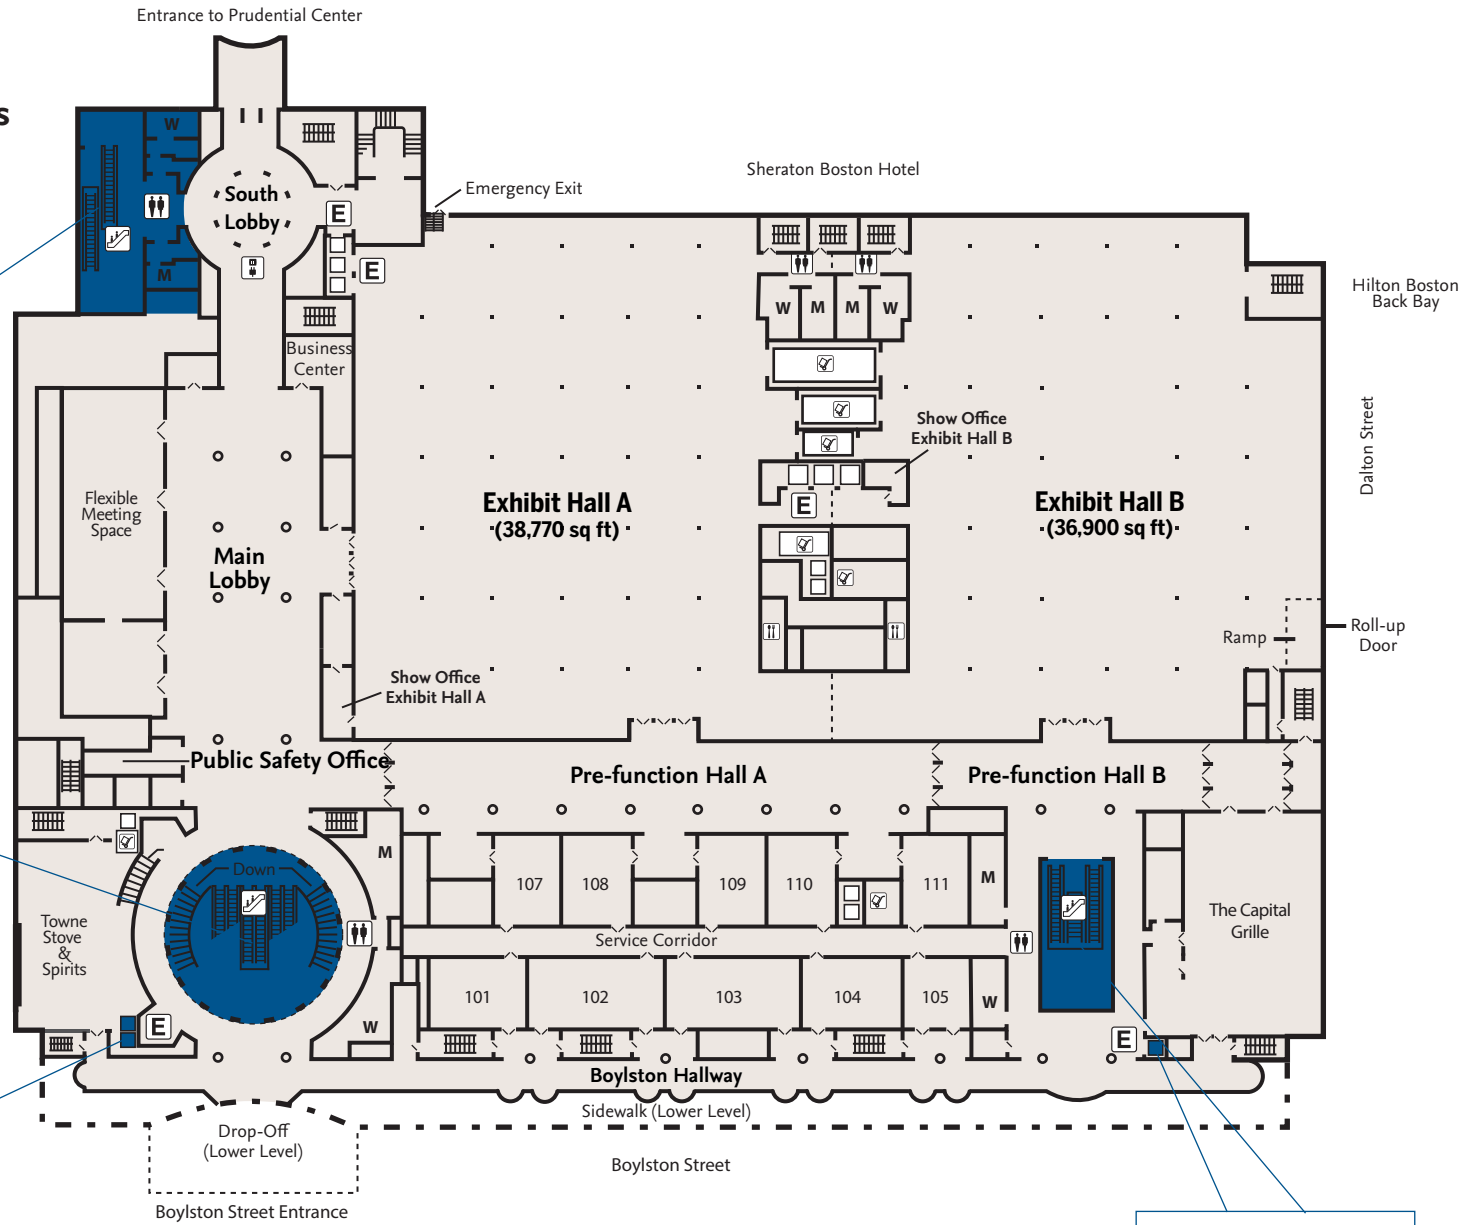 Entrance to Prudential Center
s
W
South
Lobby
E
M
E
Emergency Exit
Sheraton Boston Hotel
Hilton Boston
Back Bay
Business
Center
W
M
M
W
Dalton Street
Show Office
Exhibit Hall B
Flexible
Meeting
Space
Main
Lobby
Exhibit Hall A
(38,770 sq ft)
E
Exhibit Hall B
(36,900 sq ft)
Ramp
Roll-up
Door
Show Office
Exhibit Hall A
Public Safety Office
Pre-function Hall A
Pre-function Hall B
M
Down
107
108
109
110
111
M
Towne
Stove
&
Spirits
The Capital
Grille
Service Corridor
101
102
103
104
105
W
E
W
E
Boylston Hallway
Sidewalk (Lower Level)
Drop-Off
(Lower Level)
Boylston Street
Boylston Street Entrance